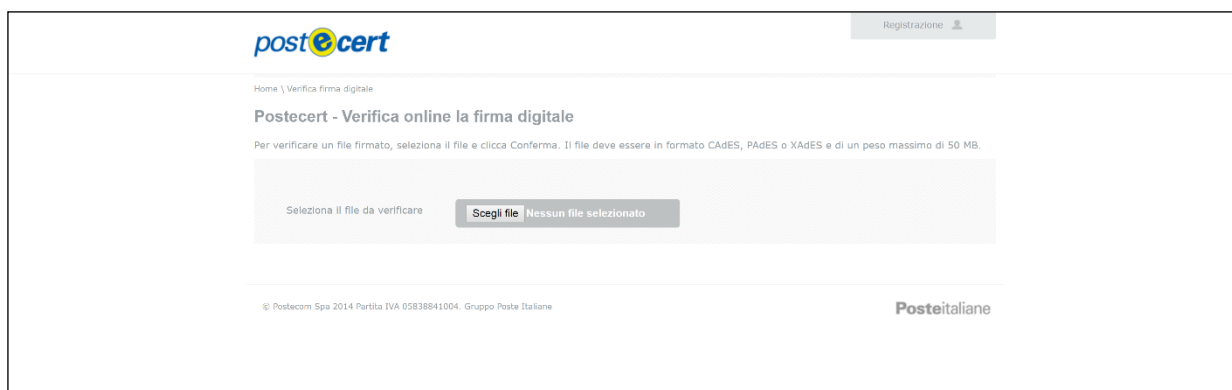 postecert
Registrazione
Home \ Verifica firma digitale
Postecert - Verifica online la firma digitale
Per verificare un file firmato, seleziona il file e clicca Conferma. Il file deve essere in formato CAdES, PAdES o XAdES e di un peso massimo di 50 MB.
Seleziona il file da verificare
Scegli file Nessun file selezionato
© Postecom Spa 2014 Partita IVA 05838841004. Gruppo Poste Italiane
Posteitaliane